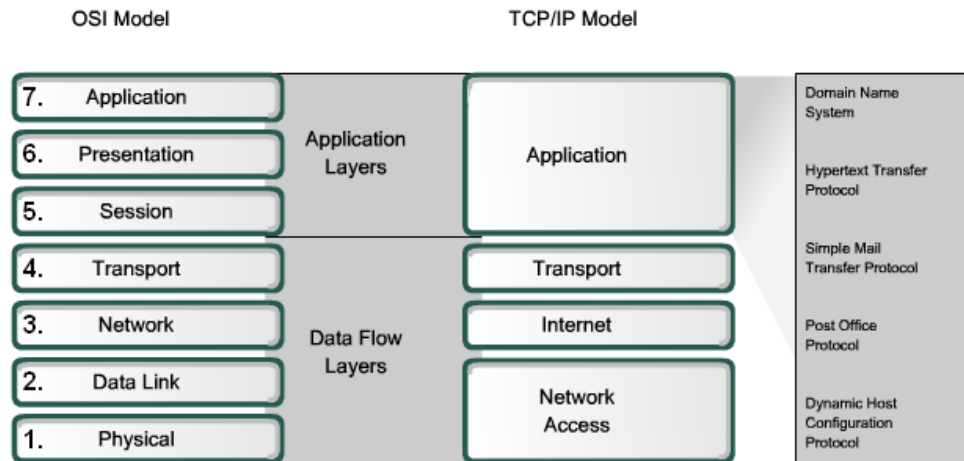 OSI Model
TCP/IP Model
7. Application
6. Presentation
5. Session
4. Transport
3. Network
2. Data Link
1. Physical
Application
Layers
Data Flow
Layers
Application
Transport
Internet
Network
Access
Domain Name
System
Hypertext Transfer
Protocol
Simple Mail
Transfer Protocol
Post Office
Protocol
Dynamic Host
Configuration
Protocol